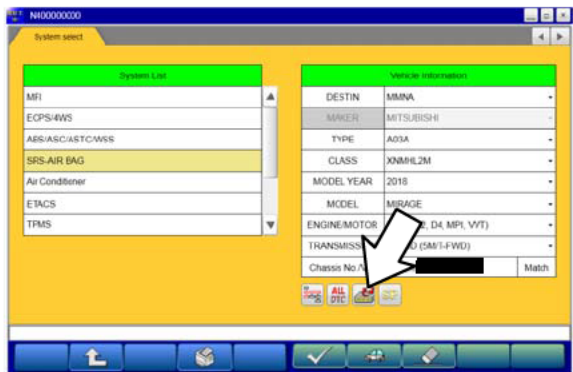 N400000000
System select
System List
MFI
ECPS/4WS
ABS/ASC/ASTC/WSS
SRS-AIR BAG
Air Conditioner
ETACS
TPMS
Vehicle Information
DESTIN MMNA
MAKER MITSUBISHI
TYPE A03A
CLASS XNMHL2M
MODEL YEAR 2018
MODEL MIRAGE
ENGINE/MOTOR 2, D4, MPI, VVT)
TRANSMISS D (5M/T-FWD)
Chassis No. Match
ALL DTC